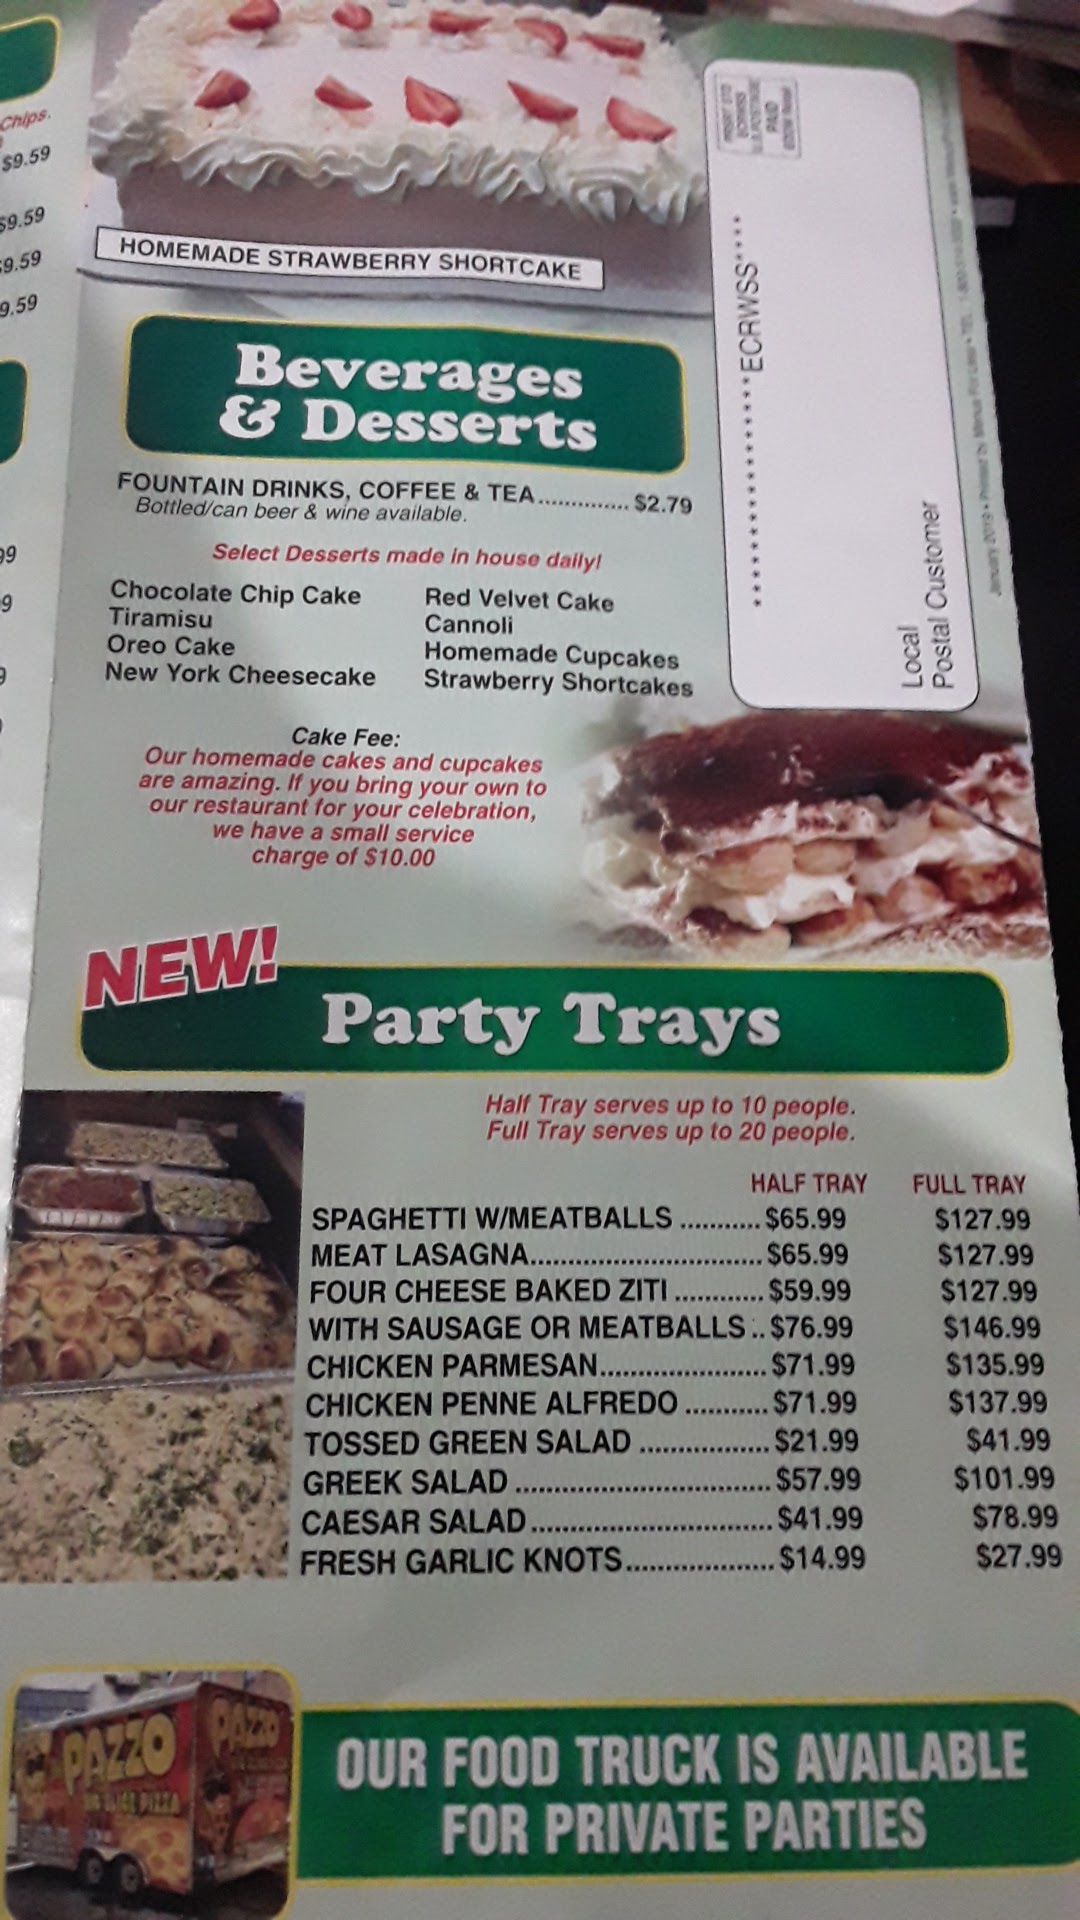 Chips.
$9.59
$9.59
9.59
9.59
HOMEMADE STRAWBERRY SHORTCAKE
Beverages
& Desserts
FOUNTAIN DRINKS, COFFEE & TEA.............. $2.79
Bottled/can beer & wine available.
Select Desserts made in house daily!
Chocolate Chip Cake
Tiramisu
Oreo Cake
New York Cheesecake
Red Velvet Cake
Cannoli
Homemade Cupcakes
Strawberry Shortcakes
Cake Fee:
Our homemade cakes and cupcakes
are amazing. If you bring your own to
our restaurant for your celebration,
we have a small service
charge of $10.00
PAID
*****************ECRWSS****
Local
Postal Customer
January 2019 • Printed by Menus For Less • TEL
NEW!
Party Trays
Half Tray serves up to 10 people.
Full Tray serves up to 20 people.
HALF TRAY FULL TRAY
SPAGHETTI W/MEATBALLS ........... $65.99 $127.99
MEAT LASAGNA................................ $65.99 $127.99
FOUR CHEESE BAKED ZITI ............ $59.99 $127.99
WITH SAUSAGE OR MEATBALLS .. $76.99 $146.99
CHICKEN PARMESAN...................... $71.99 $135.99
CHICKEN PENNE ALFREDO ........... $71.99 $137.99
TOSSED GREEN SALAD ................. $21.99 $41.99
GREEK SALAD .................................. $57.99 $101.99
CAESAR SALAD ................................ $41.99 $78.99
FRESH GARLIC KNOTS................... $14.99 $27.99
PAZZO
PAZZO
OUR FOOD TRUCK IS AVAILABLE
FOR PRIVATE PARTIES